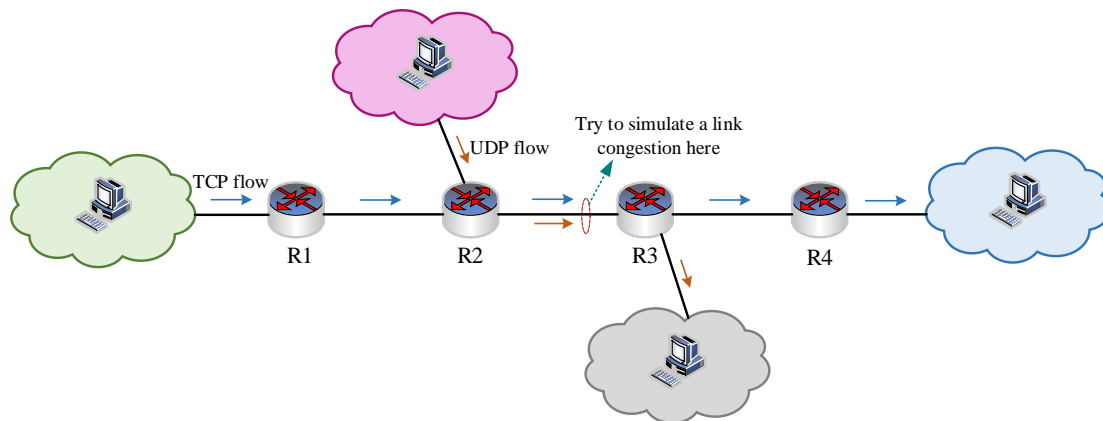 Try to simulate a link
congestion here
UDP flow
TCP flow
R1
R2
R3
R4